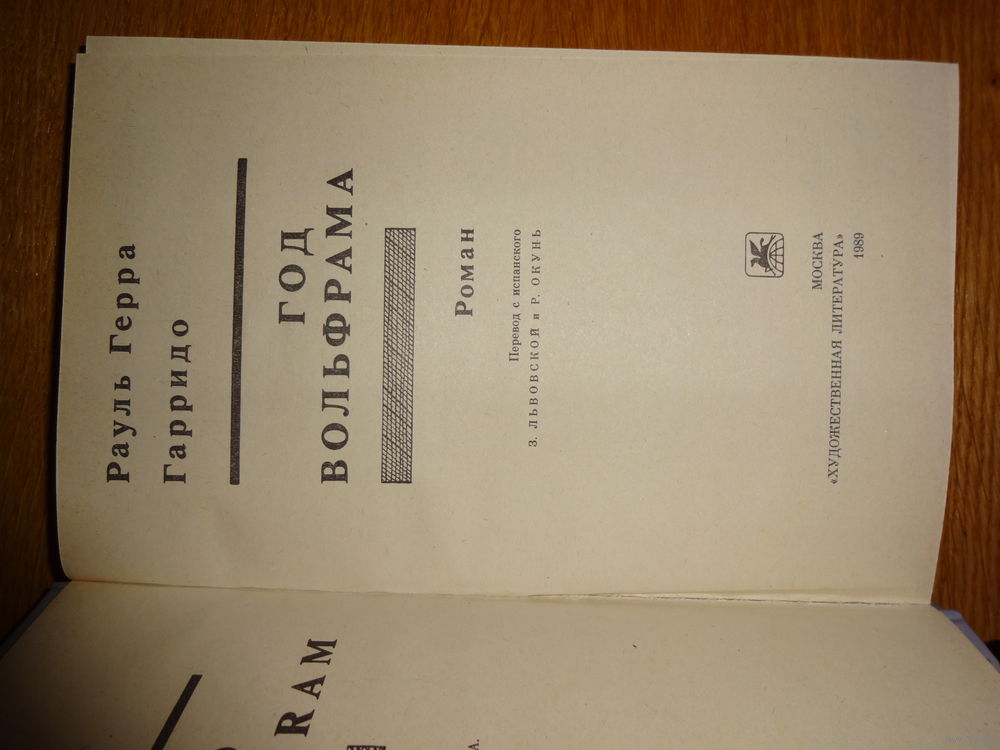 Рауль Герра
Гарридо
ГОД
ВОЛЬФРАМА
Роман
Перевод с испанского
З. ЛЬВОВСКОЙ и Р. ОКУНЬ
МОСКВА
«ХУДОЖЕСТВЕННАЯ ЛИТЕРАТУРА»
1989
RAM